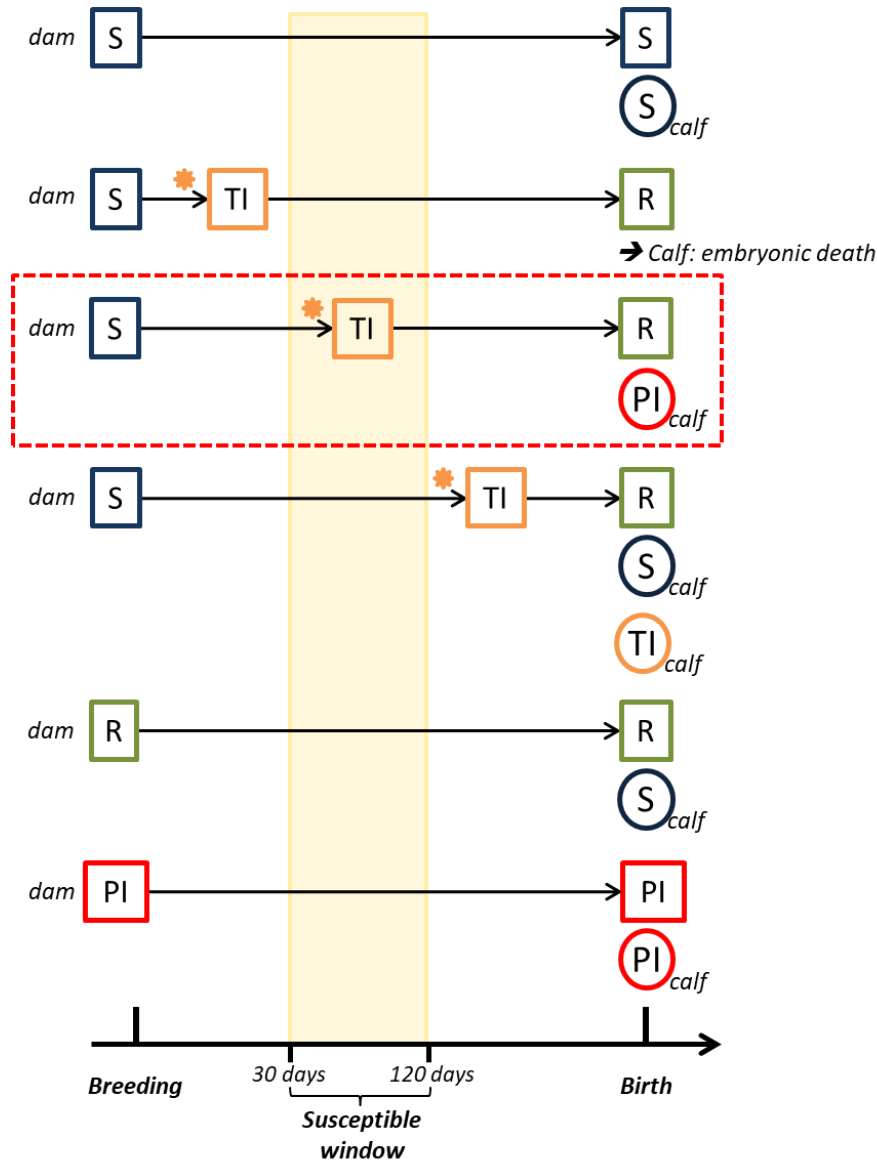 dam S S
S calf
dam S TI R
➔ Calf: embryonic death
dam S TI R
PI calf
dam S TI R
S calf
TI calf
dam R R
S calf
dam PI PI
PI calf
Breeding 30 days 120 days Birth
Susceptible
window